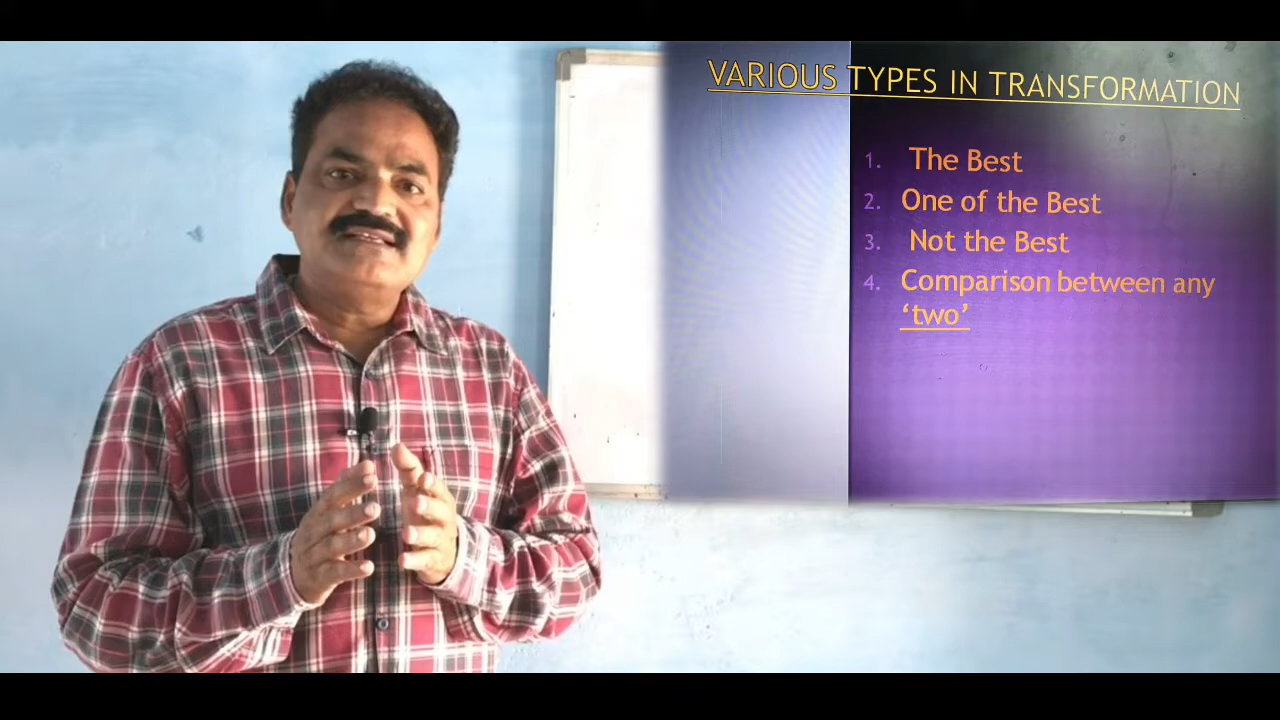 VARIOUS TYPES IN TRANSFORMATION
1. The Best
2. One of the Best
3. Not the Best
4. Comparison between any
‘two’